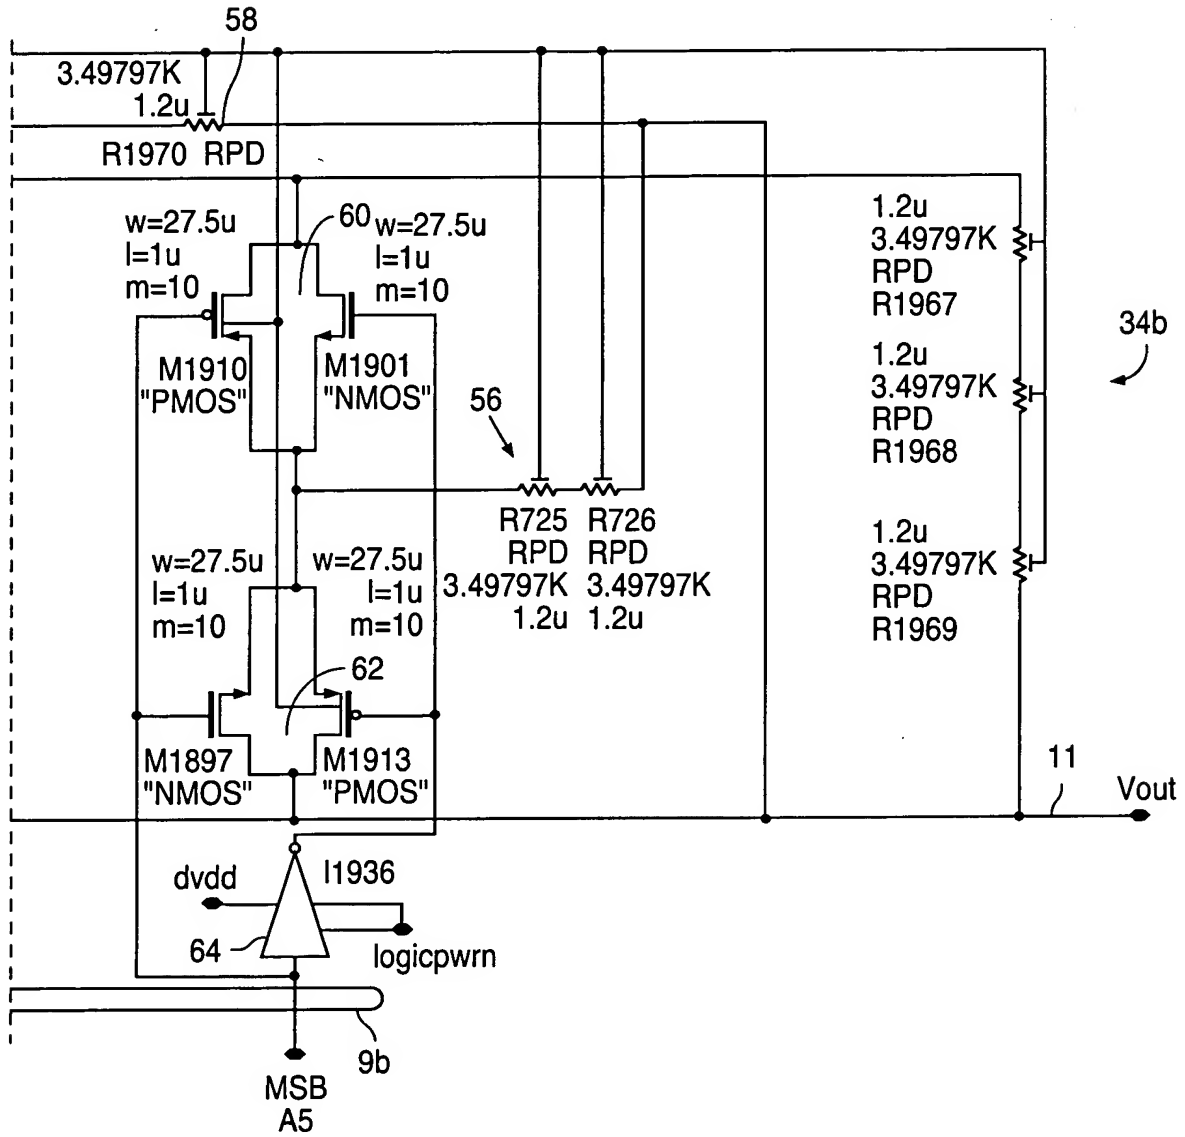 58
3.49797K
1.2u
R1970 RPD
w=27.5u
l=1u
m=10
60
w=27.5u
l=1u
m=10
M1910
"PMOS"
M1901
"NMOS"
1.2u
3.49797K
RPD
R1967
34b
1.2u
3.49797K
RPD
R1968
56
R725
RPD
3.49797K
1.2u
R726
RPD
3.49797K
1.2u
1.2u
3.49797K
RPD
R1969
w=27.5u
l=1u
m=10
w=27.5u
l=1u
m=10
62
M1897
"NMOS"
M1913
"PMOS"
11
Vout
dvdd
I1936
64
logicpwrn
9b
MSB
A5